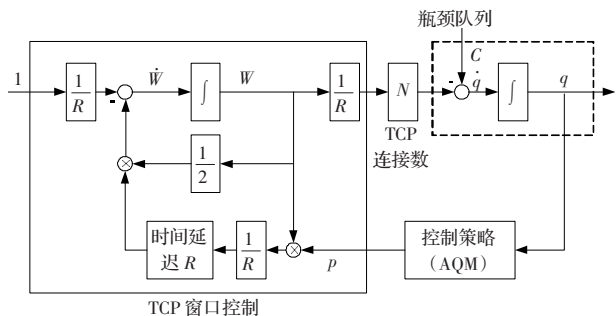 瓶颈队列
1
1/R
-
Ẇ
∫
W
1/R
N
-
C
q̇
∫
q
TCP
连接数
⊗
1/2
时间延
迟 R
1/R
⊗
p
控制策略
(AQM)
TCP 窗口控制